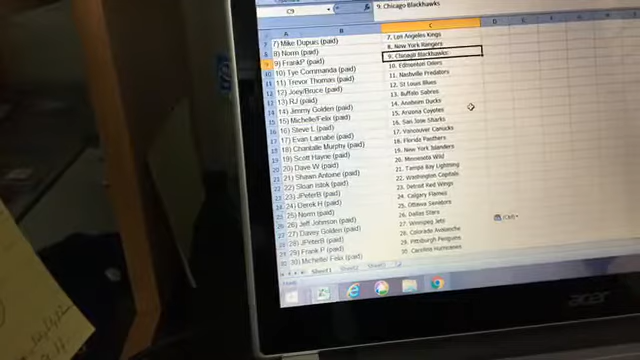 C9 fx 9. Chicago Blackhawks
A B C D E F G
7) Mike Dupuis (paid) 7. Los Angeles Kings
8) Norm (paid) 8. New York Rangers
9) FrankP (paid) 9. Chicago Blackhawks
10) Tye Commanda (paid) 10. Edmonton Oilers
11) Trevor Thomas (paid) 11. Nashville Predators
12) Joey/Bruce (paid) 12. St Louis Blues
13) RJ (paid) 13. Buffalo Sabres
14) Jimmy Golden (paid) 14. Anaheim Ducks
15) Michelle/Felix (paid) 15. Arizona Coyotes
16) Steve L (paid) 16. San Jose Sharks
17) Evan Larnabe (paid) 17. Vancouver Canucks
18) Chantalle Murphy (paid) 18. Florida Panthers
19) Scott Hayne (paid) 19. New York Islanders
20) Dave W (paid) 20. Minnesota Wild
21) Shawn Antoine (paid) 21. Tampa Bay Lightning
22) Sloan (paid) 22. Washington Capitals
23) JPeterB (paid) 23. Detroit Red Wings
24) Derek H (paid) 24. Calgary Flames
25) Norm (paid) 25. Ottawa Senators
26) Jeff Johnson (paid) 26. Dallas Stars
27) Davey Golden (paid) 27. Winnipeg Jets
28) JPeterB (paid) 28. Colorado Avalanche
29) Frank P (paid) 29. Pittsburgh Penguins
30) Michelle/ Felix (paid) 30. Carolina Hurricanes
Sheet1 Sheet2
(Ctrl)
acer